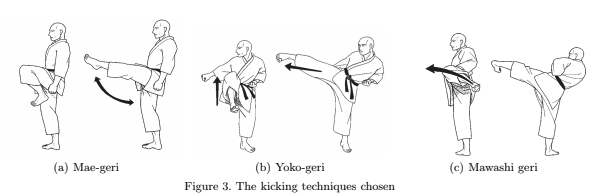 (a) Mae-geri (b) Yoko-geri (c) Mawashi geri
Figure 3. The kicking techniques chosen